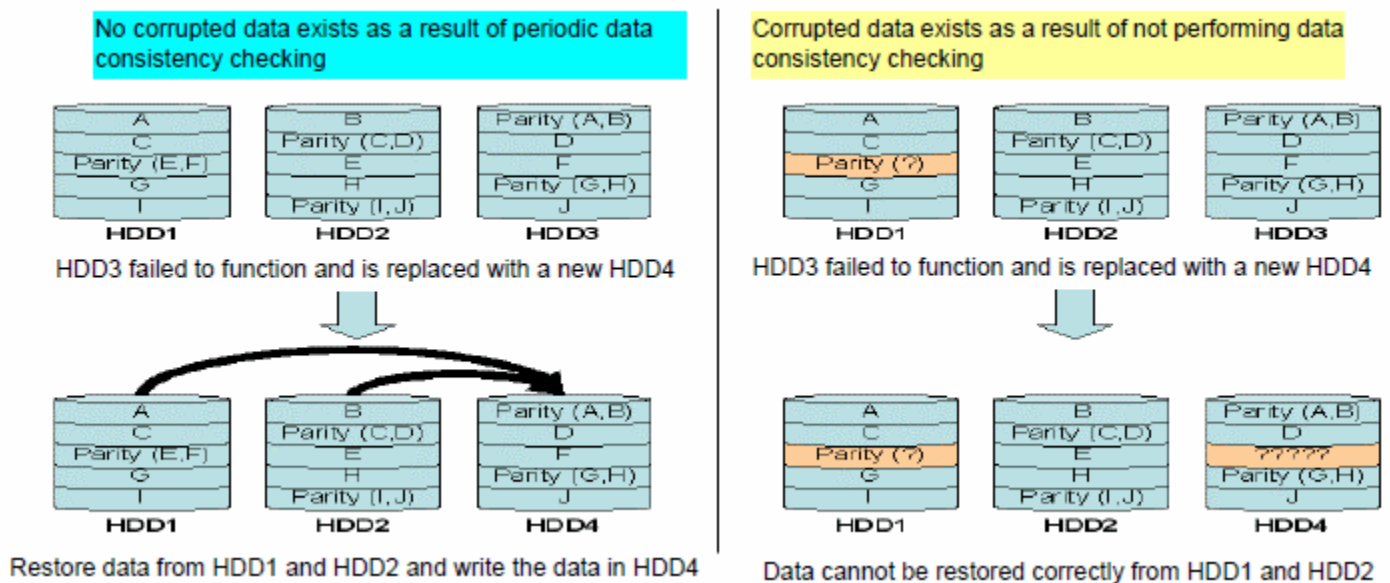 No corrupted data exists as a result of periodic data
consistency checking
A
C
Parity (E,F)
G
I
HDD1
B
Parity (C,D)
E
H
Parity (I,J)
HDD2
Parity (A,B)
D
F
Parity (G,H)
J
HDD3
HDD3 failed to function and is replaced with a new HDD4
A
C
Parity (E,F)
G
I
HDD1
B
Parity (C,D)
E
H
Parity (I,J)
HDD2
Parity (A,B)
D
F
Parity (G,H)
J
HDD4
Restore data from HDD1 and HDD2 and write the data in HDD4
Corrupted data exists as a result of not performing data
consistency checking
A
C
Parity (?)
G
I
HDD1
B
Parity (C,D)
E
H
Parity (I,J)
HDD2
Parity (A,B)
D
F
Parity (G,H)
J
HDD3
HDD3 failed to function and is replaced with a new HDD4
A
C
Parity (?)
G
I
HDD1
B
Parity (C,D)
E
H
Parity (I,J)
HDD2
Parity (A,B)
D
?????
Parity (G,H)
J
HDD4
Data cannot be restored correctly from HDD1 and HDD2